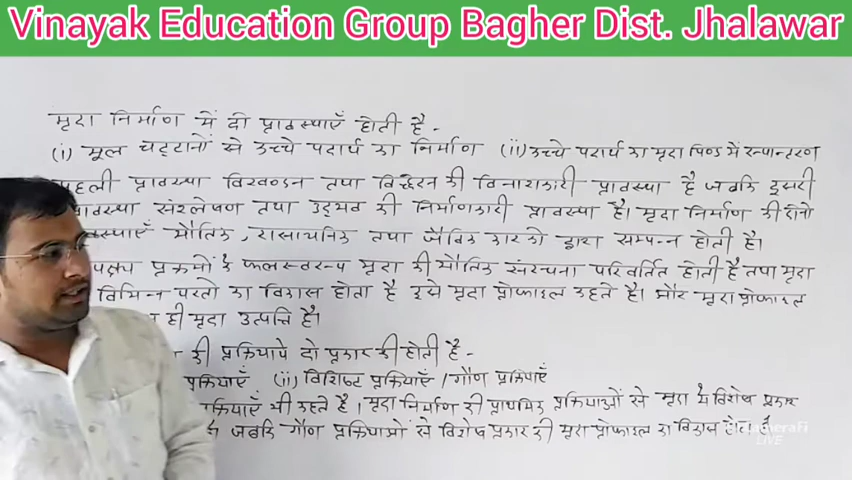 Vinayak Education Group Bagher Dist. Jhalawar
मृदा निर्माण में दो प्रावस्थाएँ होती है -
(i) मूल चट्टानों से कच्चे पदार्थ का निर्माण (ii) कच्चे पदार्थ का मृदा पिण्ड में रूपान्तरण
पहली प्रावस्था विखण्डन तथा की विनाशकारी प्रावस्था है जबकि दूसरी
प्रावस्था संश्लेषण तथा उद्भव की निर्माणकारी प्रावस्था है। मृदा निर्माण की दोनो
भौतिक, रासायनिक तथा जैविक कारको द्वारा सम्पन्न होती है।
प्रक्रमों के फलस्वरूप मृदा की भौतिक संरचना परिवर्तित होती है तथा मृदा
विभिन्न परतो का विकास होता है इसे मृदा प्रोफाइल कहते है। और मृदा प्रोफाइल
ही मृदा उत्पत्ति है।
की प्रक्रियाये दो प्रकार की होती है -
प्रक्रियाएँ (ii) विशिष्ट प्रक्रियाएँ / गौण प्रक्रियाएँ
भी कहते है। मृदा निर्माण की प्राथमिक प्रक्रियाओं से मृदा के विशेष प्रकार
जबकि गौण प्रक्रियाओं से विशेष प्रकार की मृदा प्रोफाइल का विकास होता है
LIVE